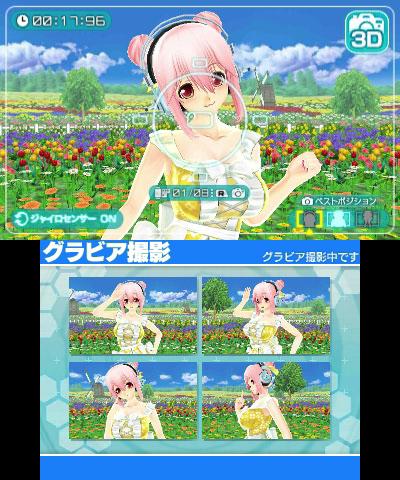 00:17:96
3D
01/08:R
ベストポジション
ジャイロセンサー ON
グラビア撮影
グラビア撮影中です